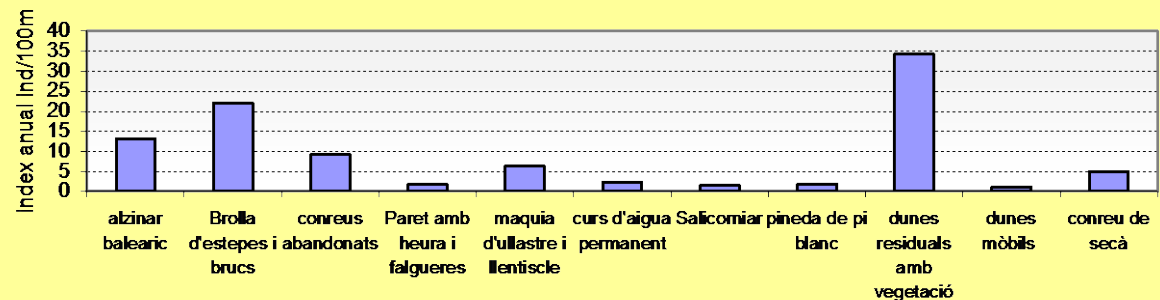 Index anual Ind/100m
40
35
30
25
20
15
10
5
0
alzinar balearic
Brolla d'estepes i brucs
conreus abandonats
Paret amb heura i falgueres
maquia d'ullastre i llentiscle
curs d'aigua permanent
Salicorniar
pineda de pi blanc
dunes residuals amb vegetació
dunes mòbils
conreu de secà